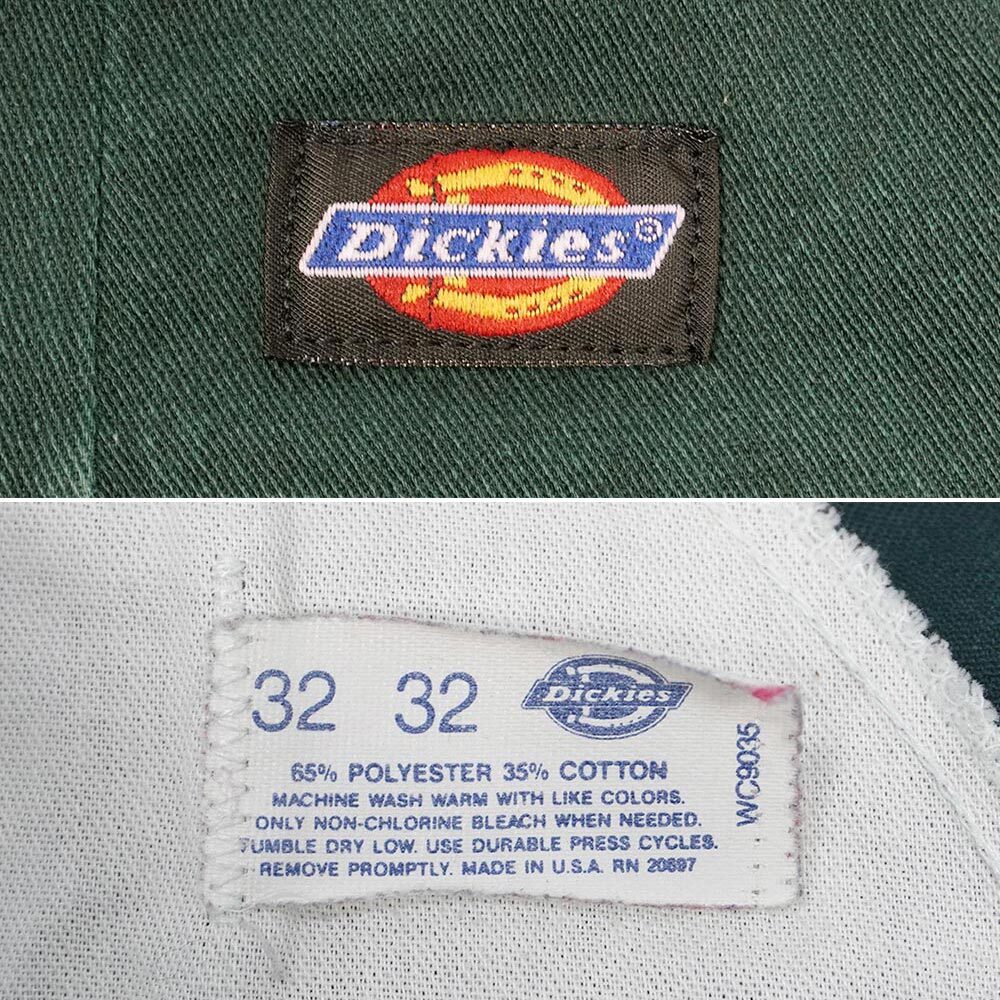 Dickies®
32 32 Dickies
65% POLYESTER 35% COTTON
MACHINE WASH WARM WITH LIKE COLORS.
ONLY NON-CHLORINE BLEACH WHEN NEEDED.
TUMBLE DRY LOW. USE DURABLE PRESS CYCLES.
REMOVE PROMPTLY. MADE IN U.S.A. RN 20697
WC9035